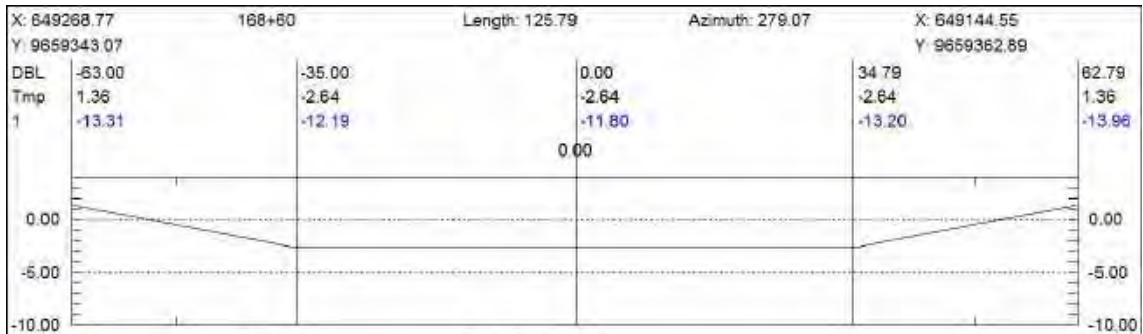 X: 649268.77 168+60 Length: 125.79 Azimuth: 279.07 X: 649144.55
Y: 9659343.07 Y: 9659362.89
DBL -63.00 -35.00 0.00 34.79 62.79
Tmp 1.36 -2.64 -2.64 -2.64 1.36
1 -13.31 -12.19 -11.80 -13.20 -13.96
0.00
0.00 0.00
-5.00 -5.00
-10.00 -10.00